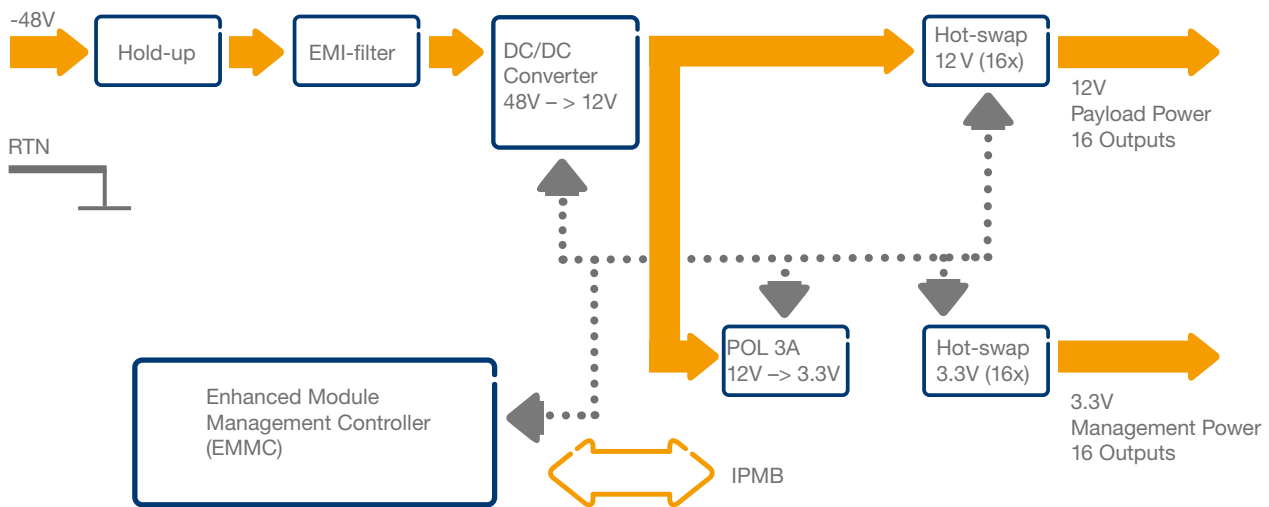 -48V
Hold-up
EMI-filter
DC/DC
Converter
48V – > 12V
Hot-swap
12 V (16x)
12V
Payload Power
16 Outputs
RTN
POL 3A
12V –> 3.3V
Hot-swap
3.3V (16x)
3.3V
Management Power
16 Outputs
Enhanced Module
Management Controller
(EMMC)
IPMB